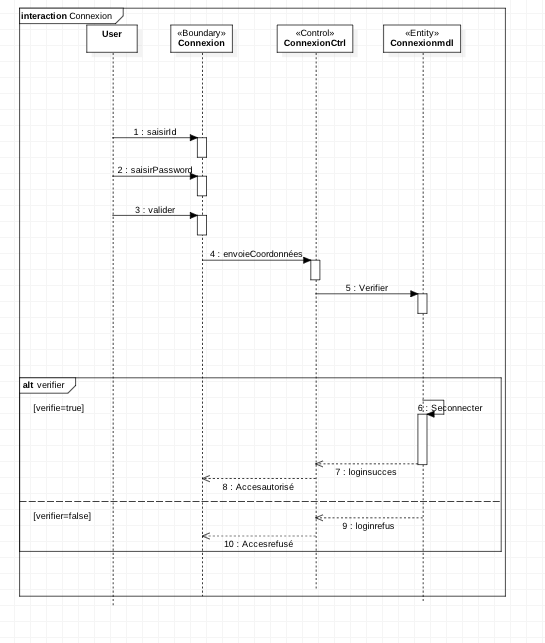 interaction Connexion
User
«Boundary»
Connexion
«Control»
ConnexionCtrl
«Entity»
Connexionmdl
1 : saisirId
2 : saisirPassword
3 : valider
4 : envoieCoordonnées
5 : Verifier
alt verifier
[verifie=true]
6 : Seconnecter
7 : loginsucces
8 : Accesautorisé
[verifier=false]
9 : loginrefus
10 : Accesrefusé